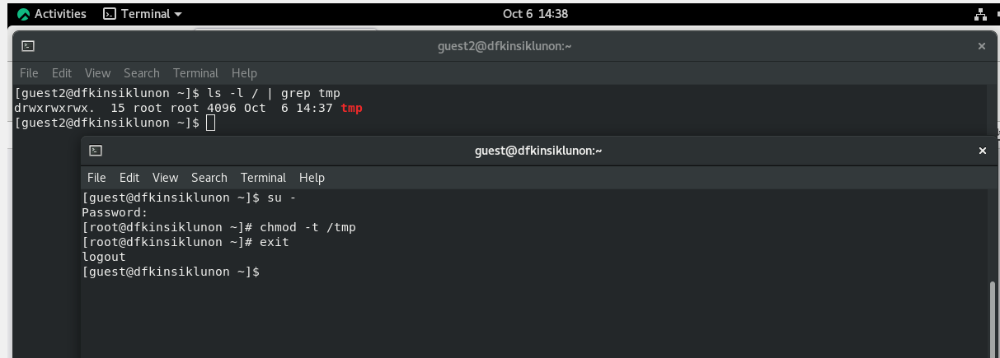 Activities Terminal Oct 6 14:38
guest2@dfkinsiklunon:~ ×
File Edit View Search Terminal Help
[guest2@dfkinsiklunon ~]$ ls -l / | grep tmp
drwxrwxrwx.  15 root root 4096 Oct  6 14:37 tmp
[guest2@dfkinsiklunon ~]$
guest@dfkinsiklunon:~ ×
File Edit View Search Terminal Help
[guest@dfkinsiklunon ~]$ su -
Password:
[root@dfkinsiklunon ~]# chmod -t /tmp
[root@dfkinsiklunon ~]# exit
logout
[guest@dfkinsiklunon ~]$